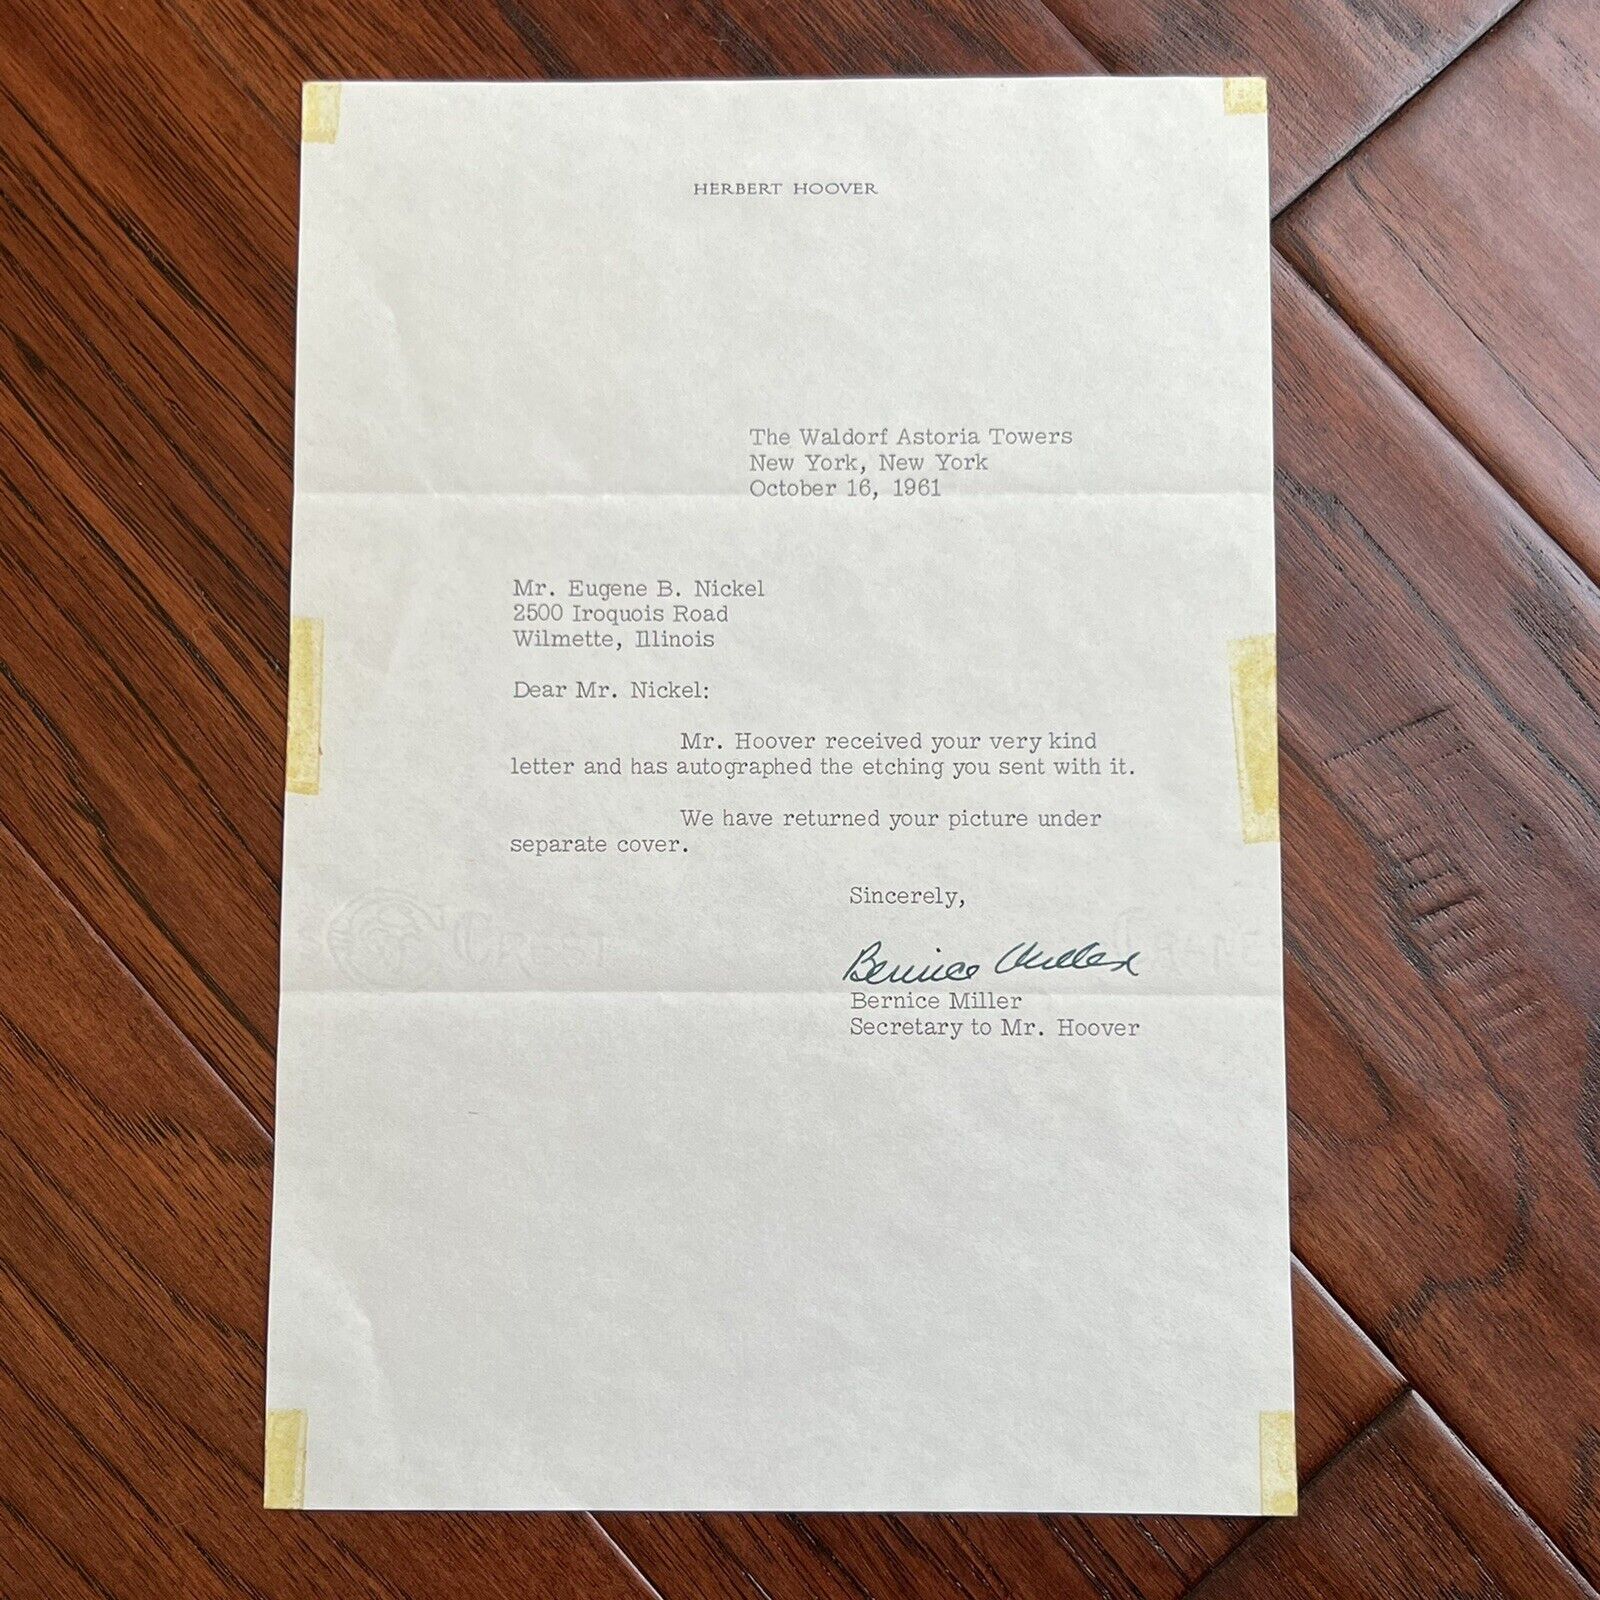 HERBERT HOOVER
The Waldorf Astoria Towers
New York, New York
October 16, 1961
Mr. Eugene B. Nickel
2500 Iroquois Road
Wilmette, Illinois
Dear Mr. Nickel:
Mr. Hoover received your very kind
letter and has autographed the etching you sent with it.
We have returned your picture under
separate cover.
Sincerely,
Crest Crane
Bernice Miller
Bernice Miller
Secretary to Mr. Hoover